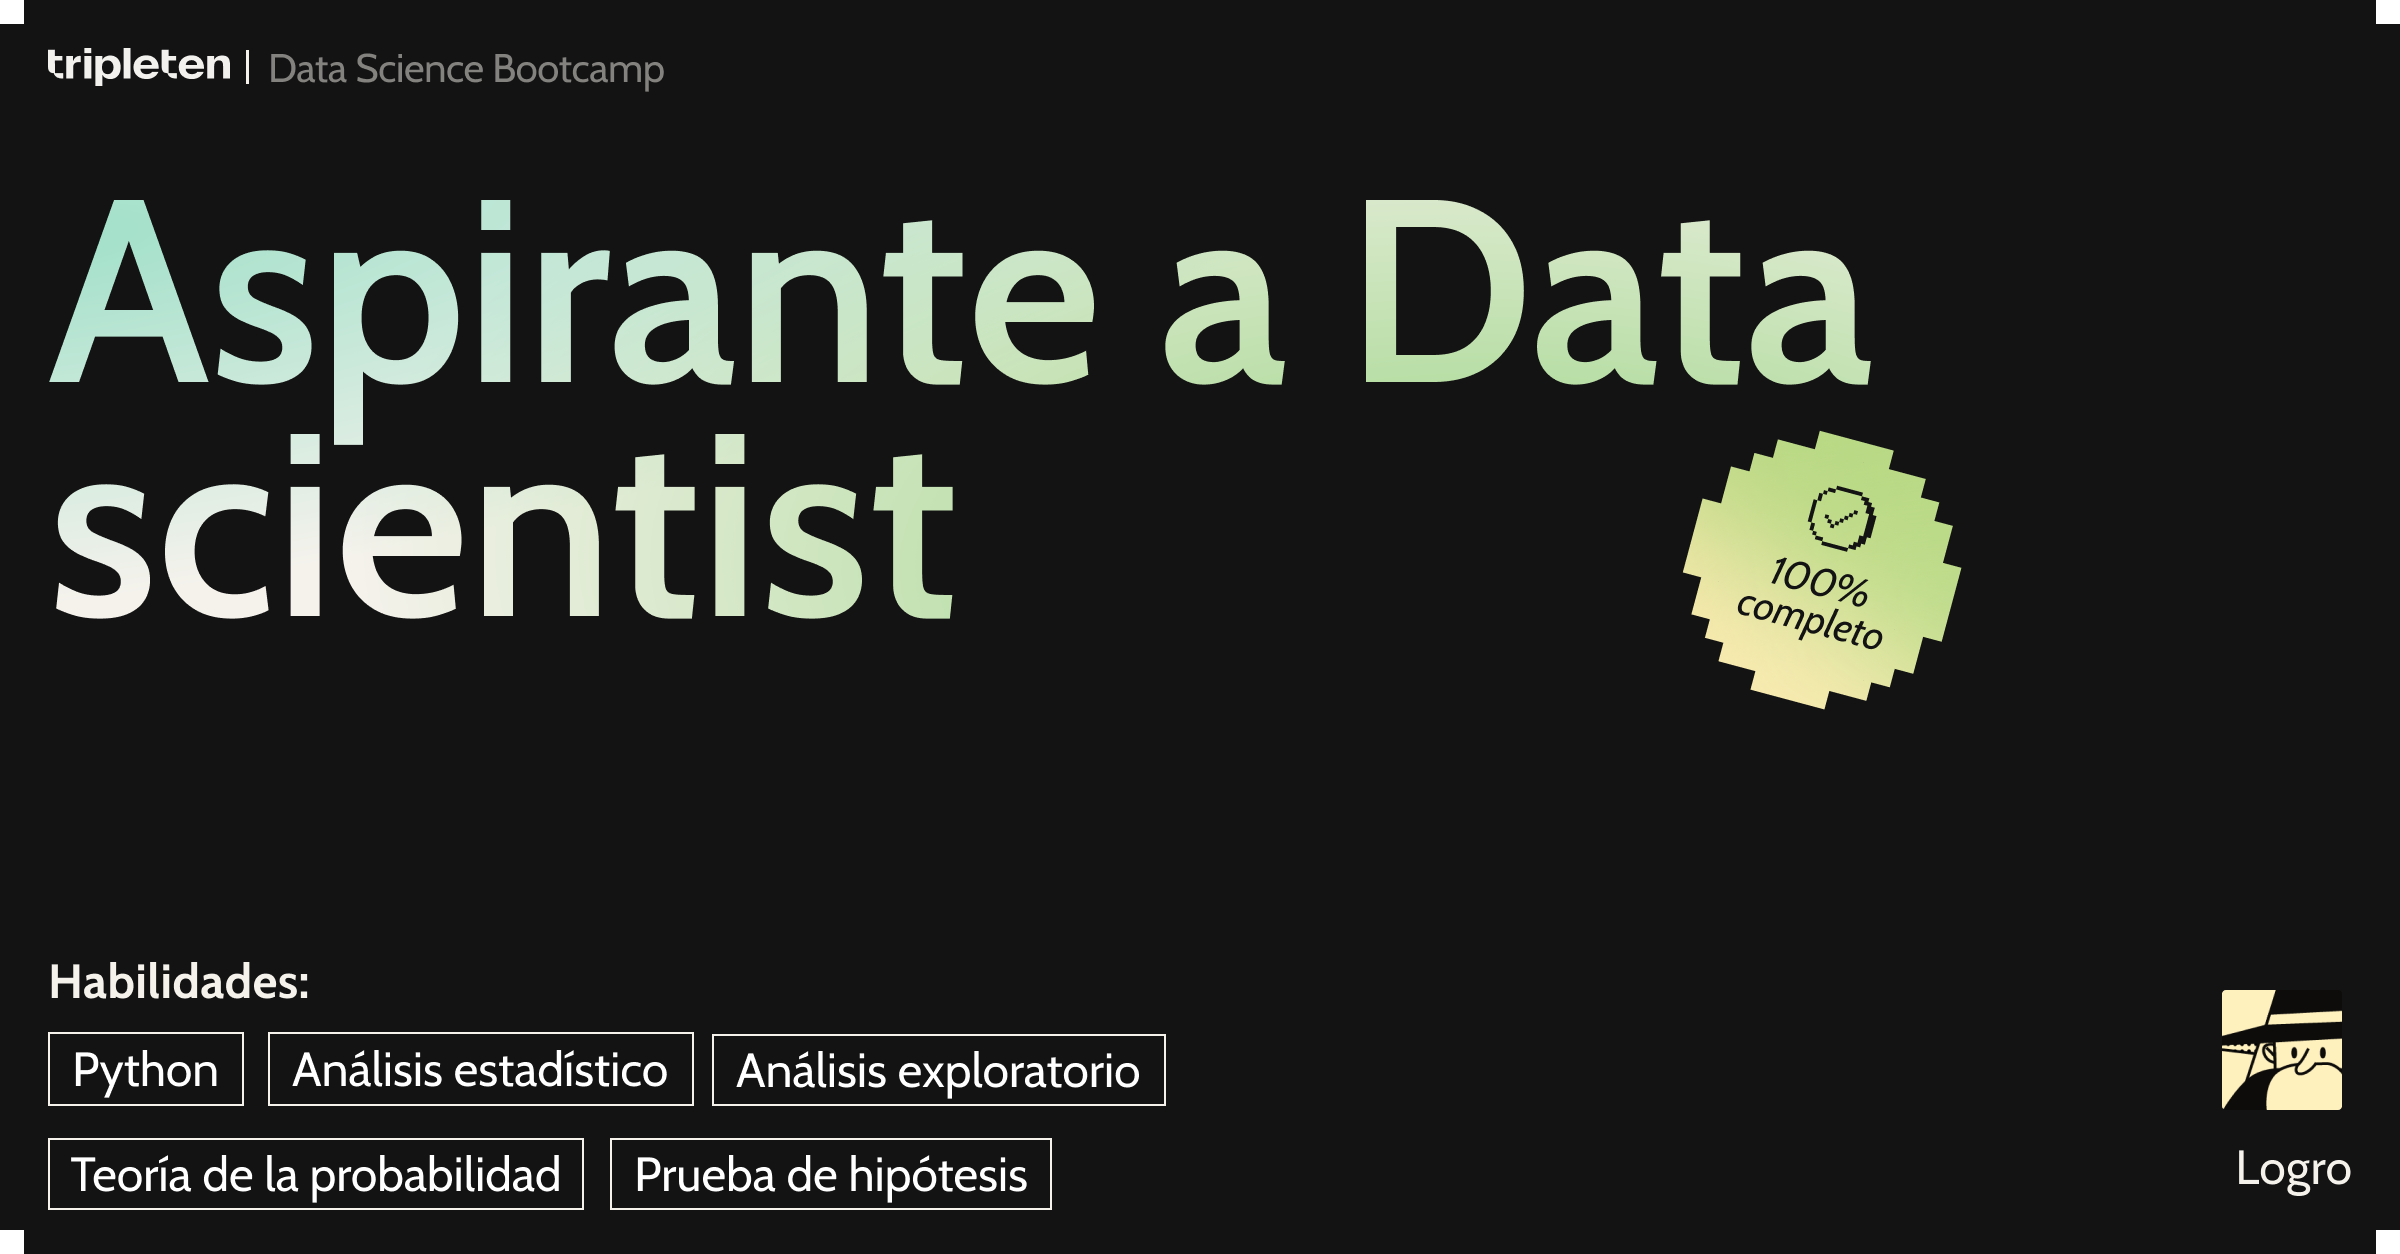 tripleten | Data Science Bootcamp
Aspirante a Data
scientist
100%
completo
Habilidades:
Python
Análisis estadístico
Análisis exploratorio
Teoría de la probabilidad
Prueba de hipótesis
Logro